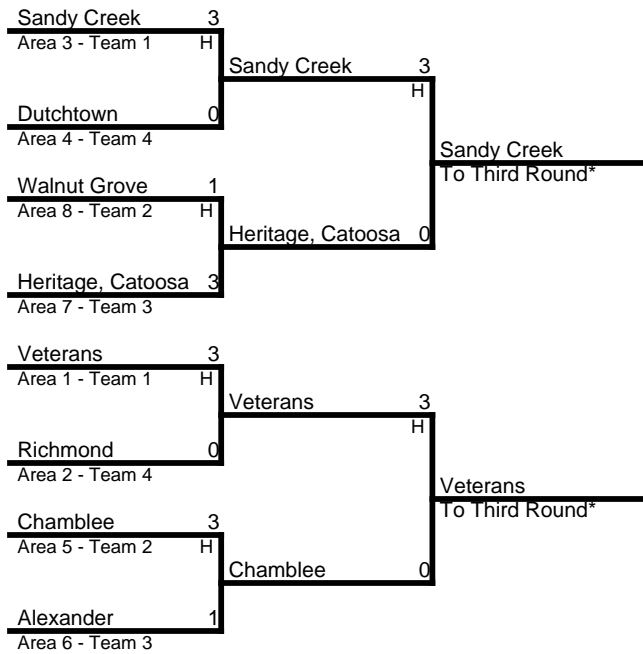 Sandy Creek 3
Area 3 - Team 1 H
Sandy Creek 3
H
Dutchtown 0
Area 4 - Team 4
Sandy Creek
To Third Round*
Walnut Grove 1
Area 8 - Team 2 H
Heritage, Catoosa 0
Heritage, Catoosa 3
Area 7 - Team 3
Veterans 3
Area 1 - Team 1 H
Veterans 3
H
Richmond 0
Area 2 - Team 4
Veterans
To Third Round*
Chamblee 3
Area 5 - Team 2 H
Chamblee 0
Alexander 1
Area 6 - Team 3